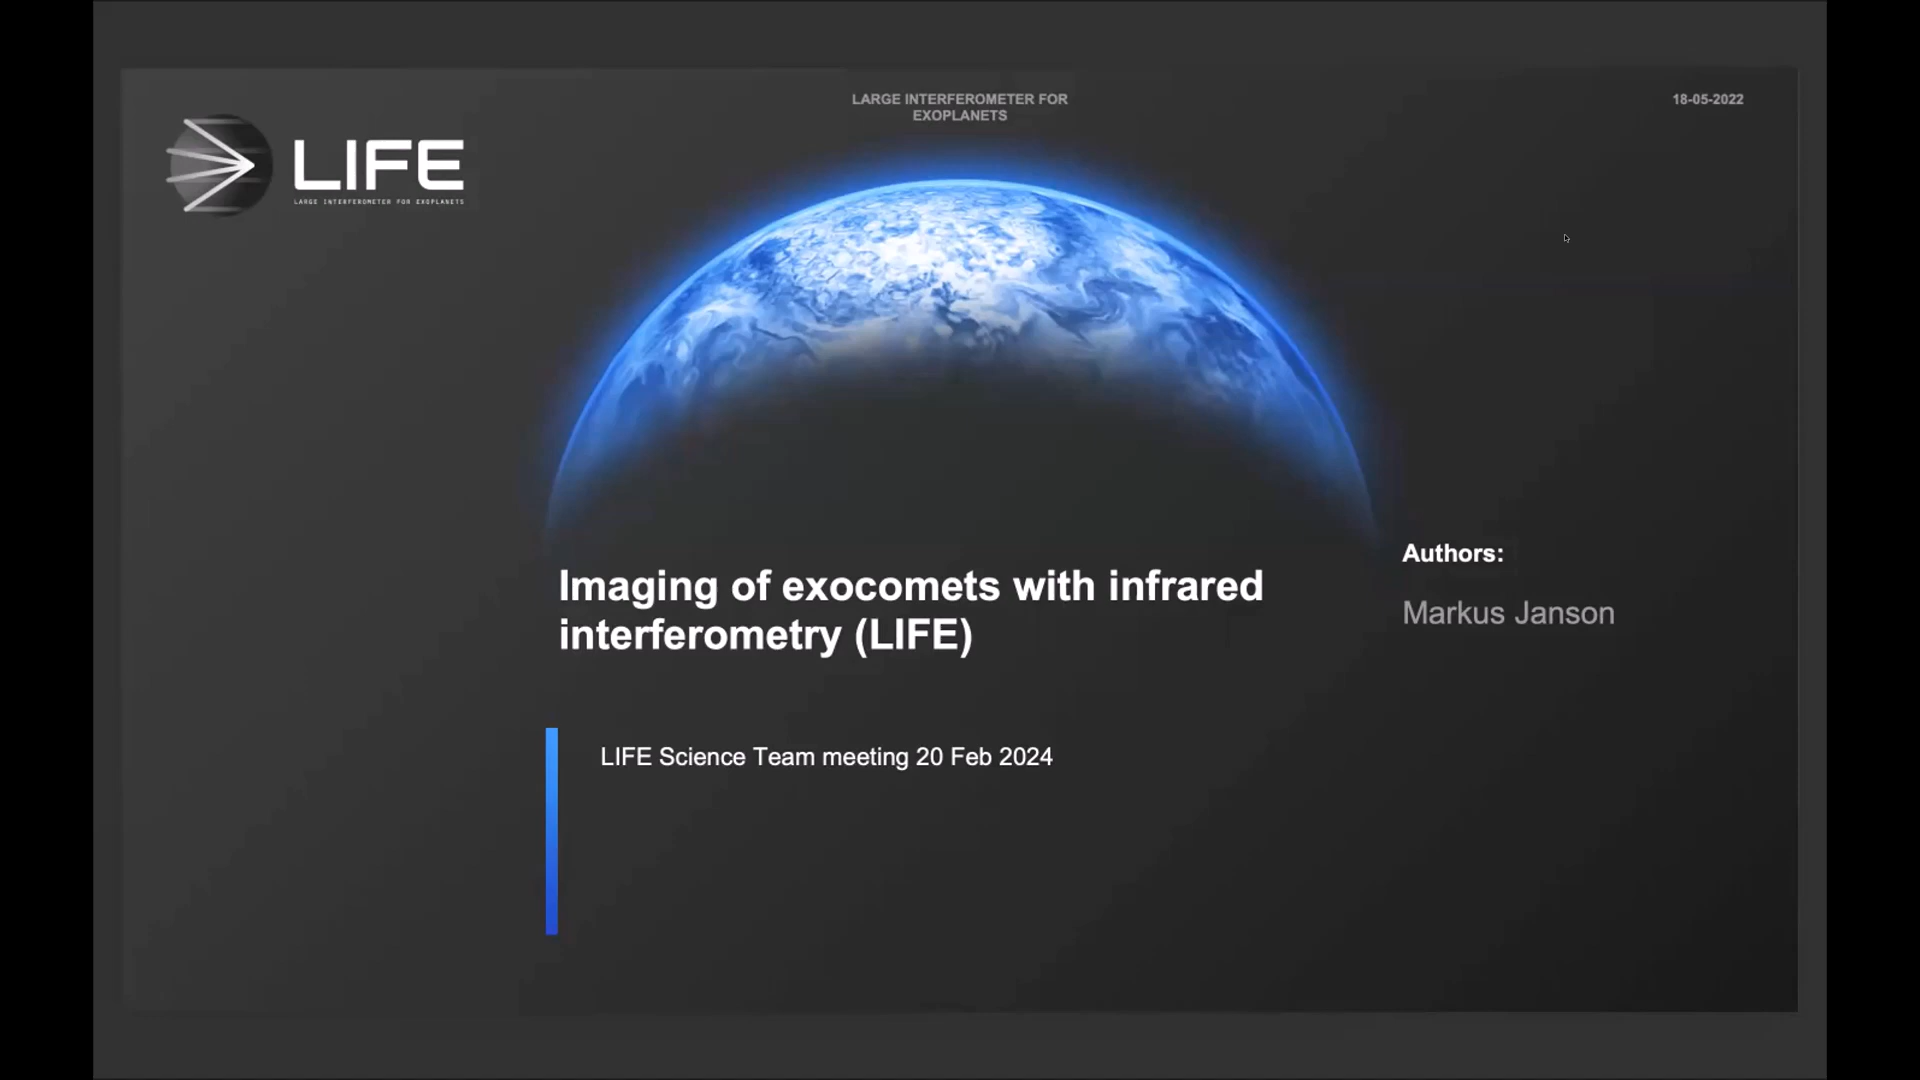 LARGE INTERFEROMETER FOR
EXOPLANETS
18-05-2022
LIFE
LARGE INTERFEROMETER FOR EXOPLANETS
Authors:
Imaging of exocomets with infrared
interferometry (LIFE)
Markus Janson
LIFE Science Team meeting 20 Feb 2024